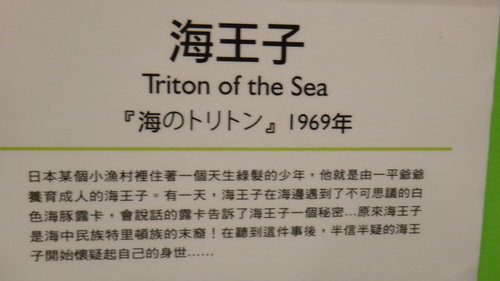 海王子
Triton of the Sea
『海のトリトン』1969年
日本某個小漁村裡住著一個天生綠髮的少年，他就是由一平爺爺
養育成人的海王子。有一天，海王子在海邊遇到了不可思議的白
色海豚露卡，會說話的露卡告訴了海王子一個秘密…原來海王子
是海中民族特里頓族的末裔！在聽到這件事後，半信半疑的海王
子開始懷疑起自己的身世……